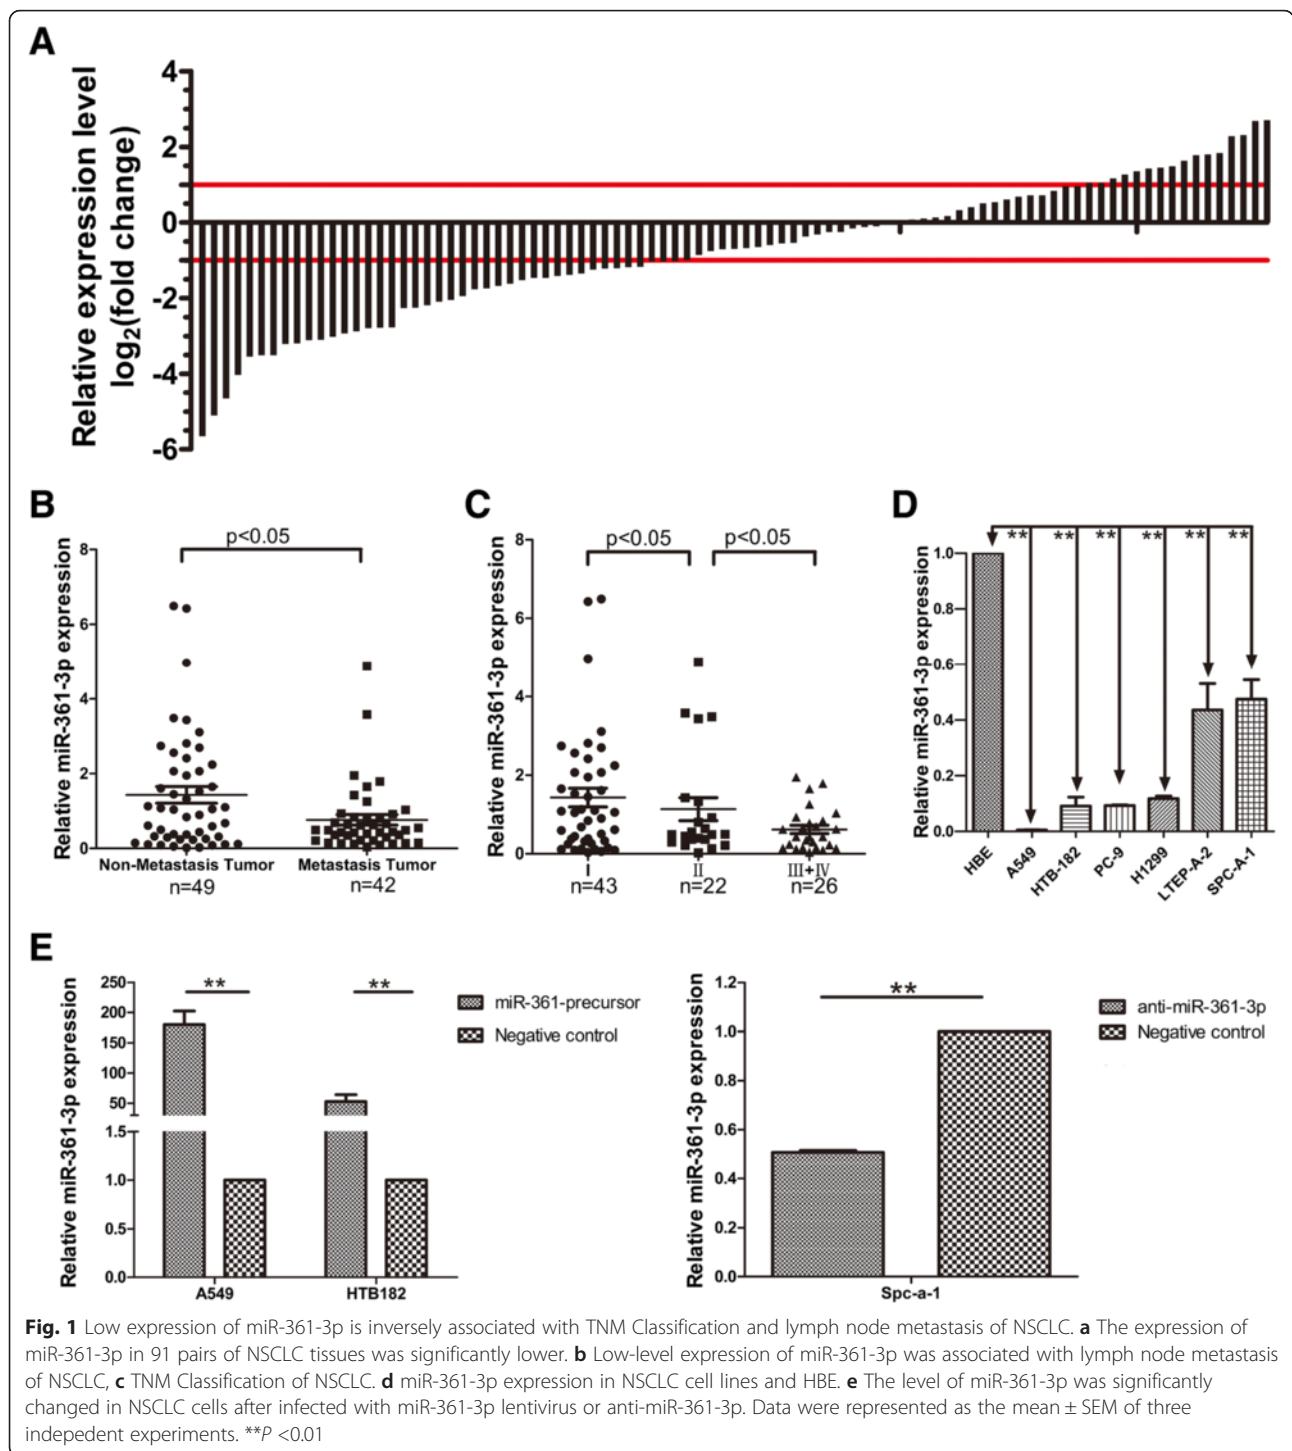 A
Relative expression level
log₂(fold change)
4
2
0
-2
-4
-6
B
Relative miR-361-3p expression
8
6
4
2
0
p<0.05
Non-Metastasis Tumor
Metastasis Tumor
n=49
n=42
C
Relative miR-361-3p expression
8
6
4
2
0
p<0.05
p<0.05
I
II
III+IV
n=43
n=22
n=26
D
Relative miR-361-3p expression
1.0
0.8
0.6
0.4
0.2
0.0
** ** ** ** ** **
HBE
A549
HTB-182
PC-9
H1299
LTEP-A-2
SPC-A-1
E
Relative miR-361-3p expression
250
200
150
100
50
1.5
1.0
0.5
0.0
**
**
A549
HTB182
miR-361-precursor
Negative control
Relative miR-361-3p expression
1.2
1.0
0.8
0.6
0.4
0.2
0.0
**
Spc-a-1
anti-miR-361-3p
Negative control
Fig. 1 Low expression of miR-361-3p is inversely associated with TNM Classification and lymph node metastasis of NSCLC. a The expression of
miR-361-3p in 91 pairs of NSCLC tissues was significantly lower. b Low-level expression of miR-361-3p was associated with lymph node metastasis
of NSCLC, c TNM Classification of NSCLC. d miR-361-3p expression in NSCLC cell lines and HBE. e The level of miR-361-3p was significantly
changed in NSCLC cells after infected with miR-361-3p lentivirus or anti-miR-361-3p. Data were represented as the mean ± SEM of three
indepedent experiments. **P <0.01